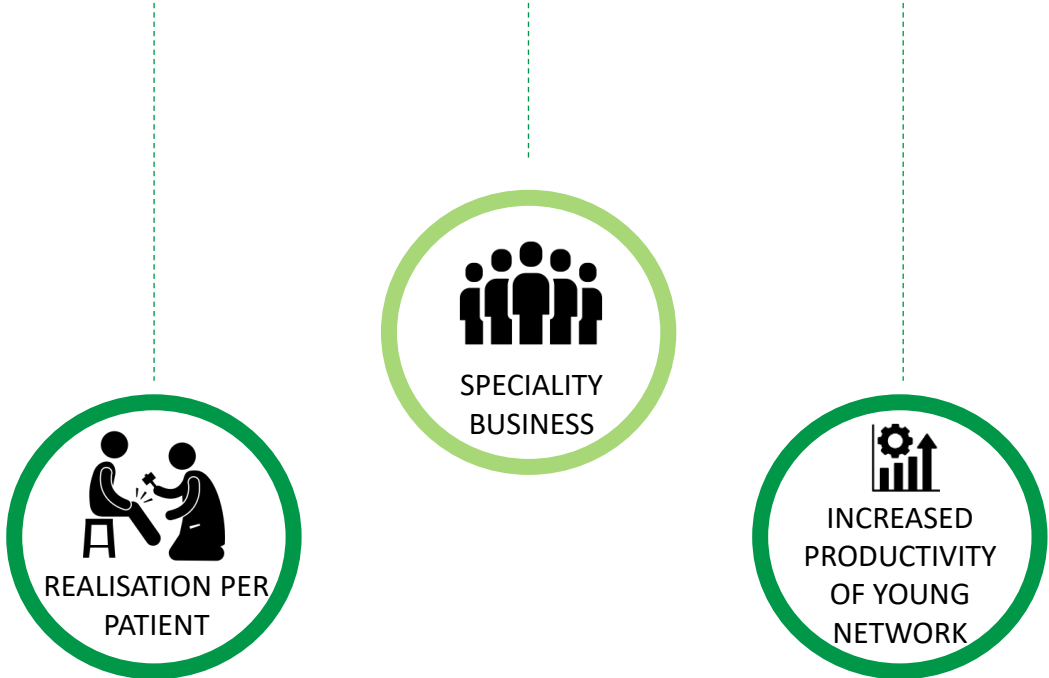 SPECIALITY
BUSINESS
REALISATION PER
PATIENT
INCREASED
PRODUCTIVITY
OF YOUNG
NETWORK